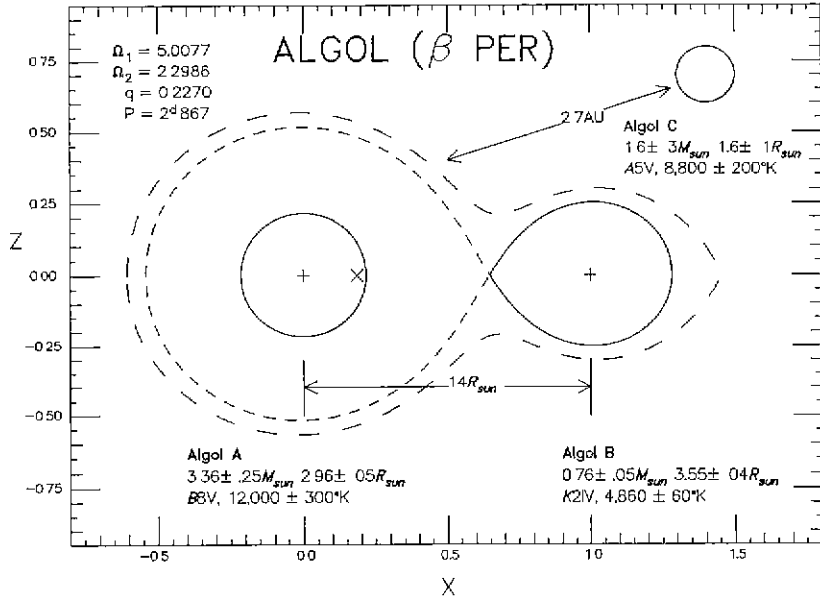 ALGOL (β PER)
Ω1 = 5.0077
Ω2 = 2.2986
q = 0.2270
P = 2d.867
2.7AU
Algol C
1.6± .3Msun 1.6± .1Rsun
A5V, 8,800 ± 200°K
14Rsun
Algol A
3.36± .25Msun 2.96± .05Rsun
B8V, 12,000 ± 300°K
Algol B
0.76± .05Msun 3.55± .04Rsun
K2IV, 4,860 ± 60°K
Z
0.75
0.50
0.25
0.00
-0.25
-0.50
-0.75
-0.5
0.0
0.5
1.0
1.5
X